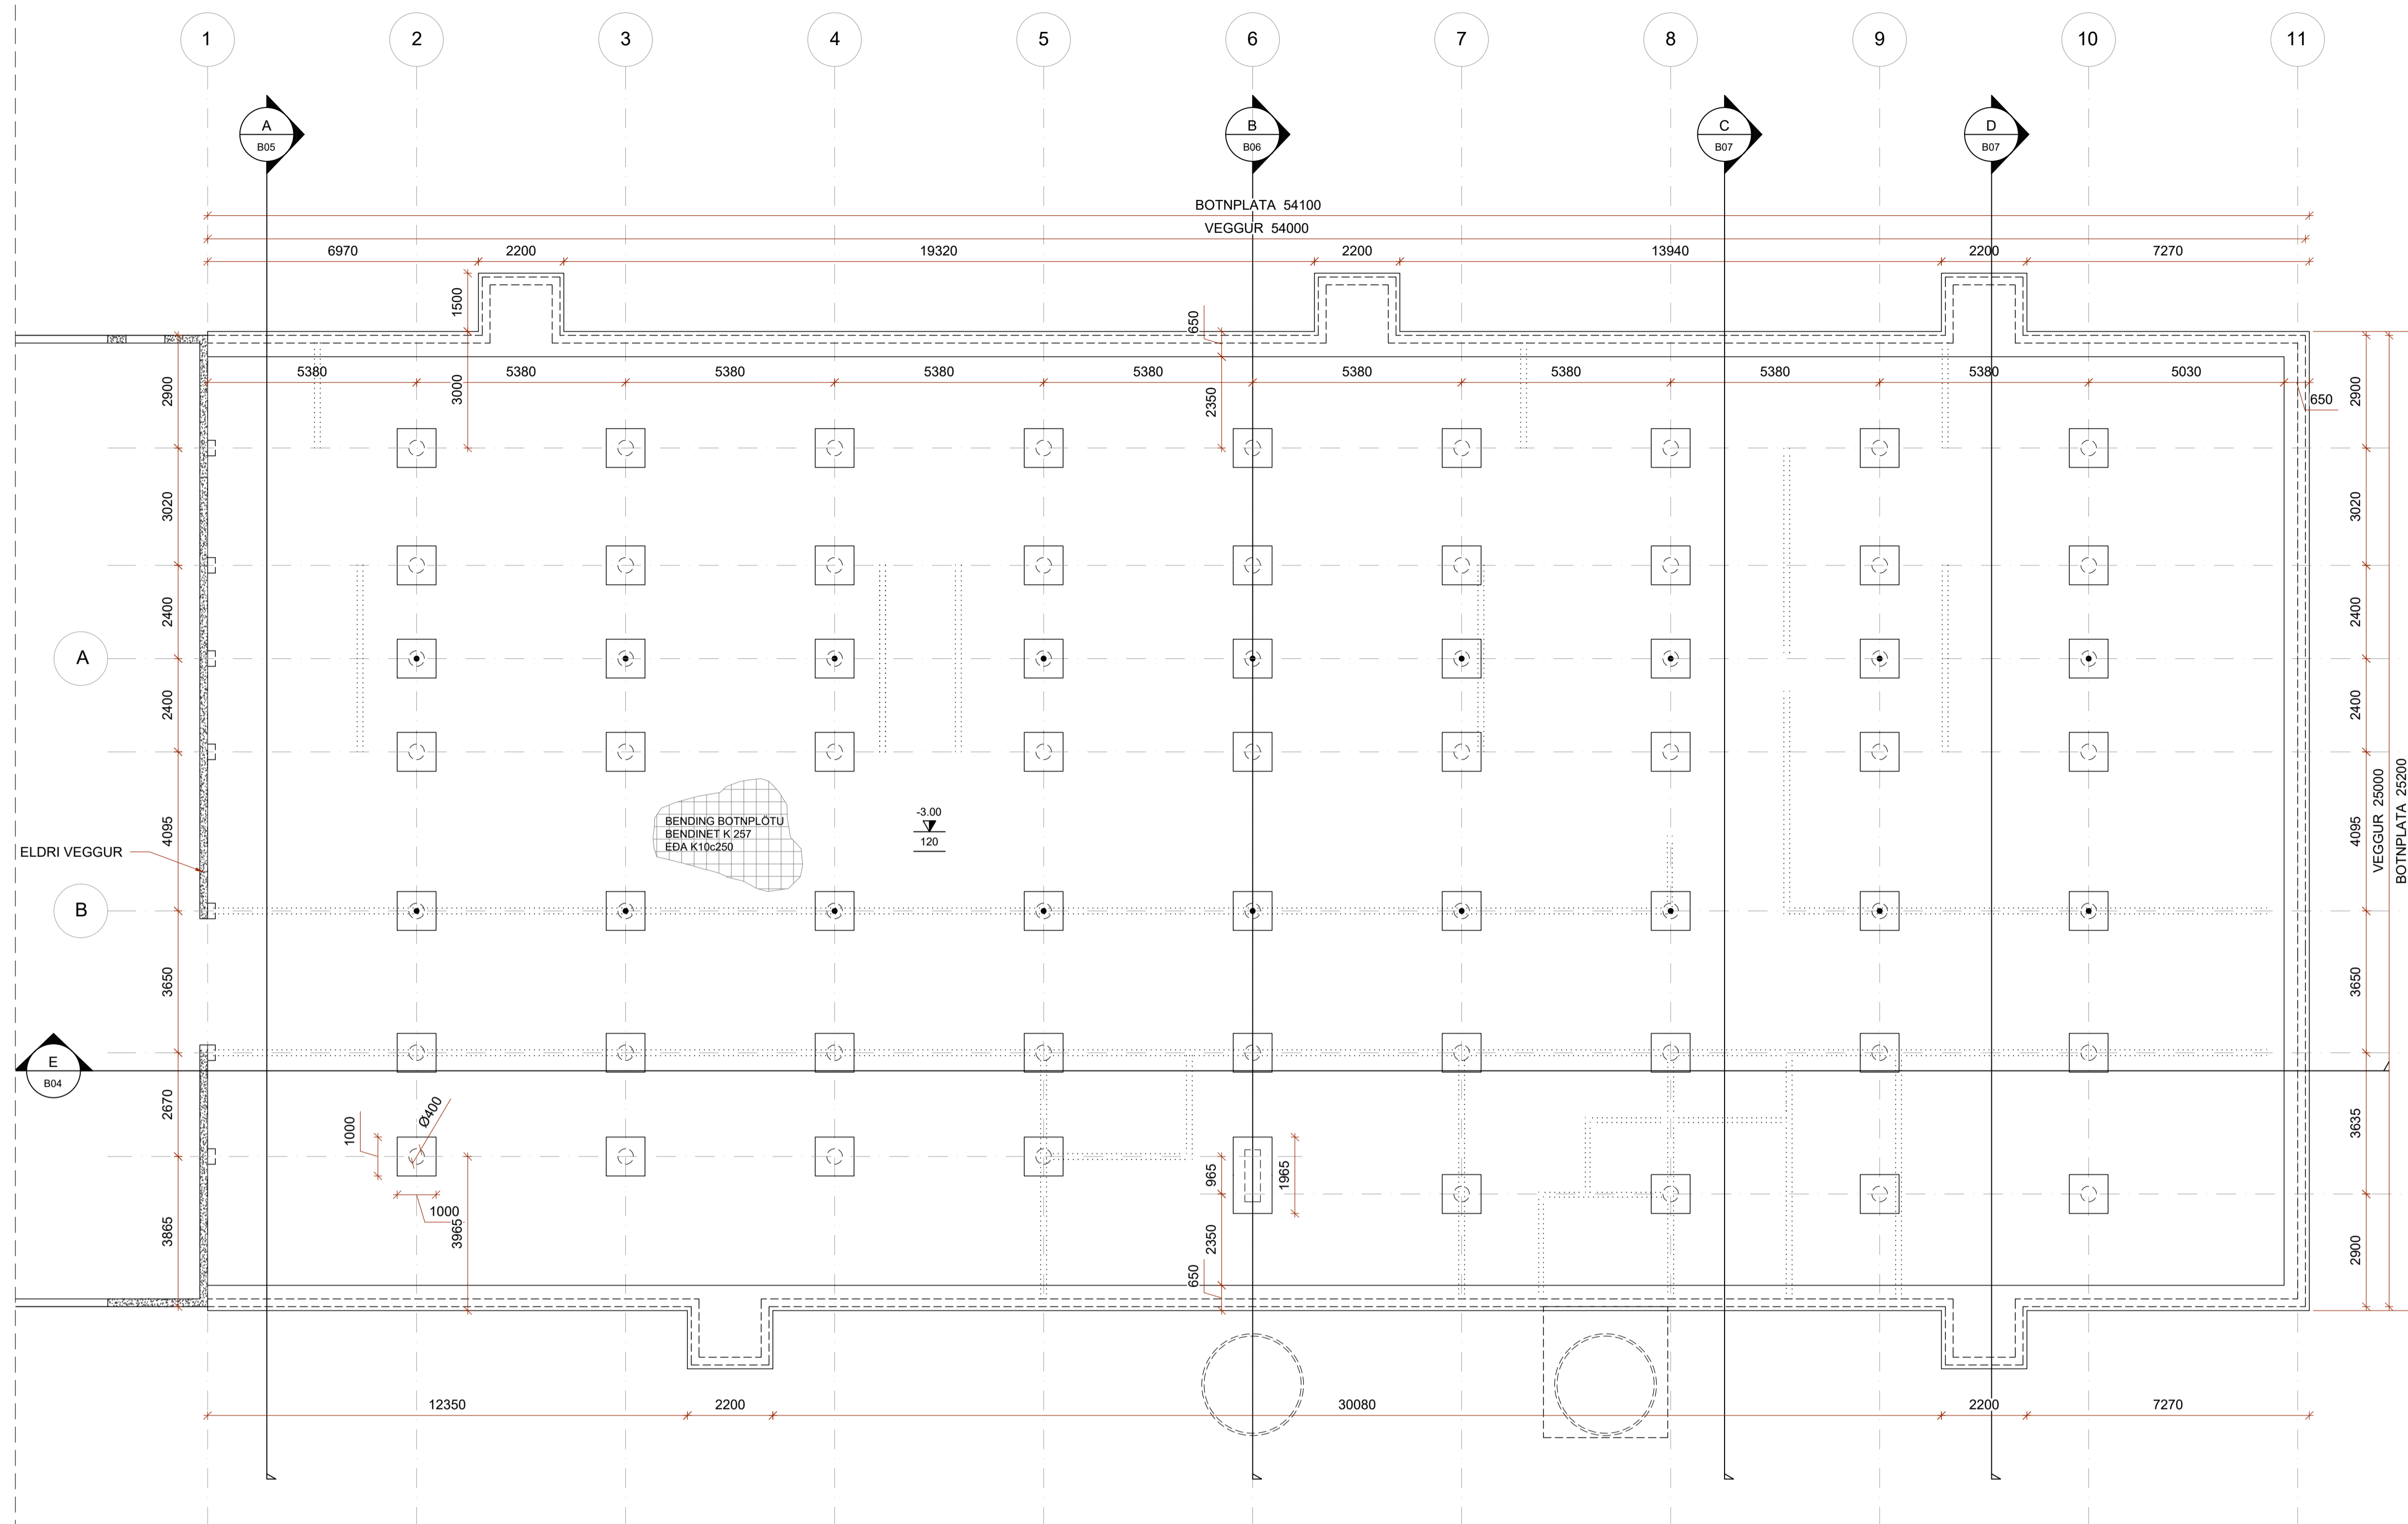 1 2 3 4 5 6 7 8 9 10 11
A B B C D
B05 B06 B07 B07
BOTNPLATA 54100
VEGGUR 54000
6970 2200 19320 2200 13940 2200 7270
1500
650
5380 5380 5380 5380 5380 5380 5380 5380 5380 5030
650
2900
3000
2350
2900
3020
3020
2400
2400
A
2400
2400
4095
4095
BENDING BOTNPLÖTU
BENDINET K 257
EÐA K10c250
-3.00
120
VEGGUR 25000
BOTNPLATA 25200
ELDRI VEGGUR
B
3650
3650
E
B04
2670
3635
1000
Ø400
965
1965
1000
3965
3865
2350
2900
650
12350 2200 30080 2200 7270